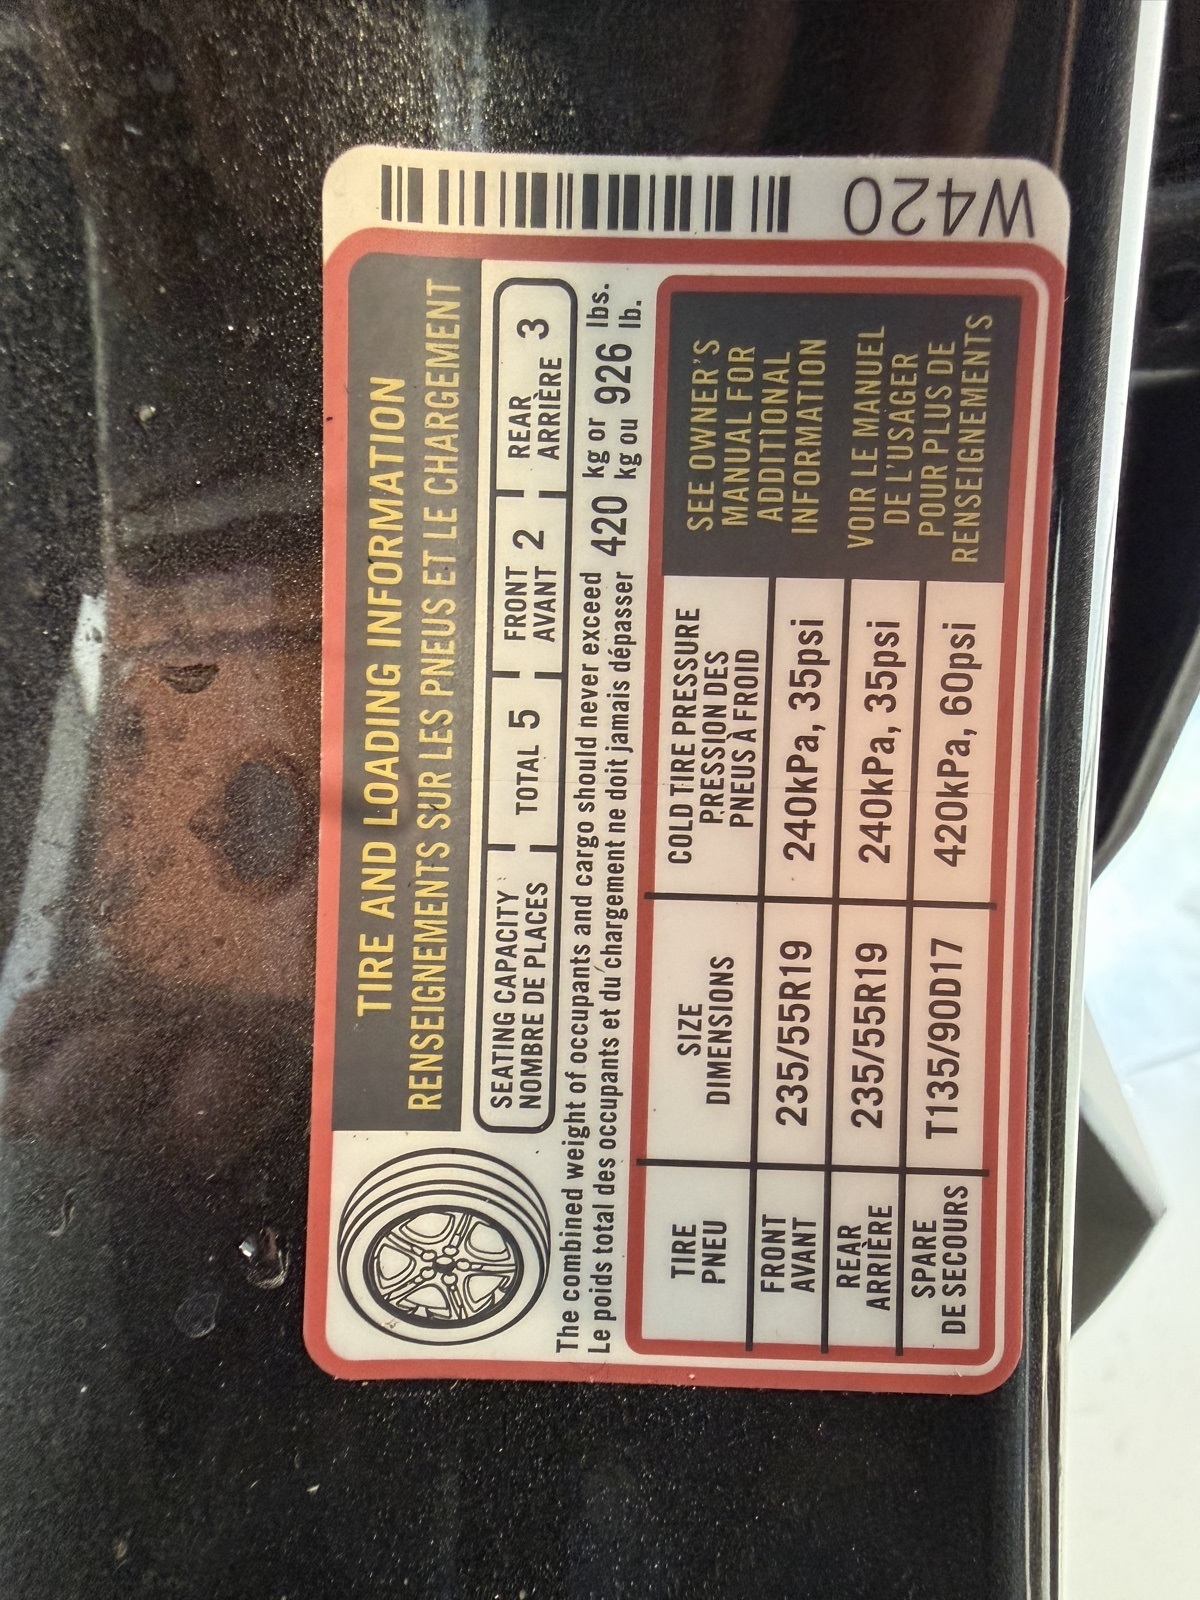 TIRE AND LOADING INFORMATION
RENSEIGNEMENTS SUR LES PNEUS ET LE CHARGEMENT
SEATING CAPACITY
NOMBRE DE PLACES
TOTAL 5
FRONT
AVANT 2
REAR
ARRIÈRE 3
The combined weight of occupants and cargo should never exceed 420 kg or 926 lbs.
Le poids total des occupants et du chargement ne doit jamais dépasser 420 kg ou 926 lb.
TIRE
PNEU
SIZE
DIMENSIONS
COLD TIRE PRESSURE
PRESSION DES
PNEUS À FROID
FRONT
AVANT
235/55R19
240kPa, 35psi
REAR
ARRIÈRE
235/55R19
240kPa, 35psi
SPARE
DE SECOURS
T135/90D17
420kPa, 60psi
SEE OWNER'S
MANUAL FOR
ADDITIONAL
INFORMATION
VOIR LE MANUEL
DE L'USAGER
POUR PLUS DE
RENSEIGNEMENTS
W420